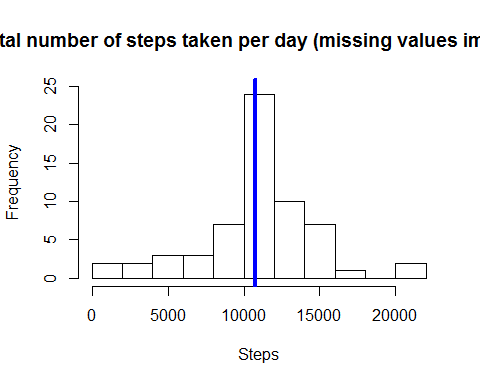 tal number of steps taken per day (missing values im
Frequency
25
20
15
10
5
0
0 5000 10000 15000 20000
Steps